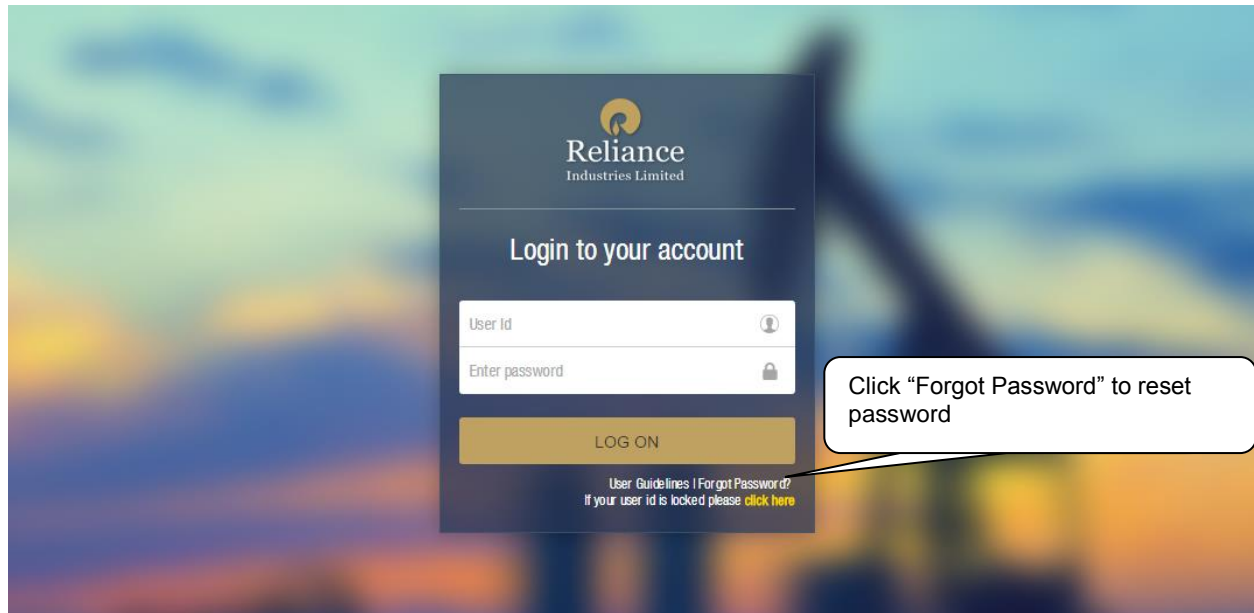 Reliance
Industries Limited
Login to your account
User Id
Enter password
LOG ON
User Guidelines | Forgot Password?
If your user id is locked please click here
Click “Forgot Password” to reset
password